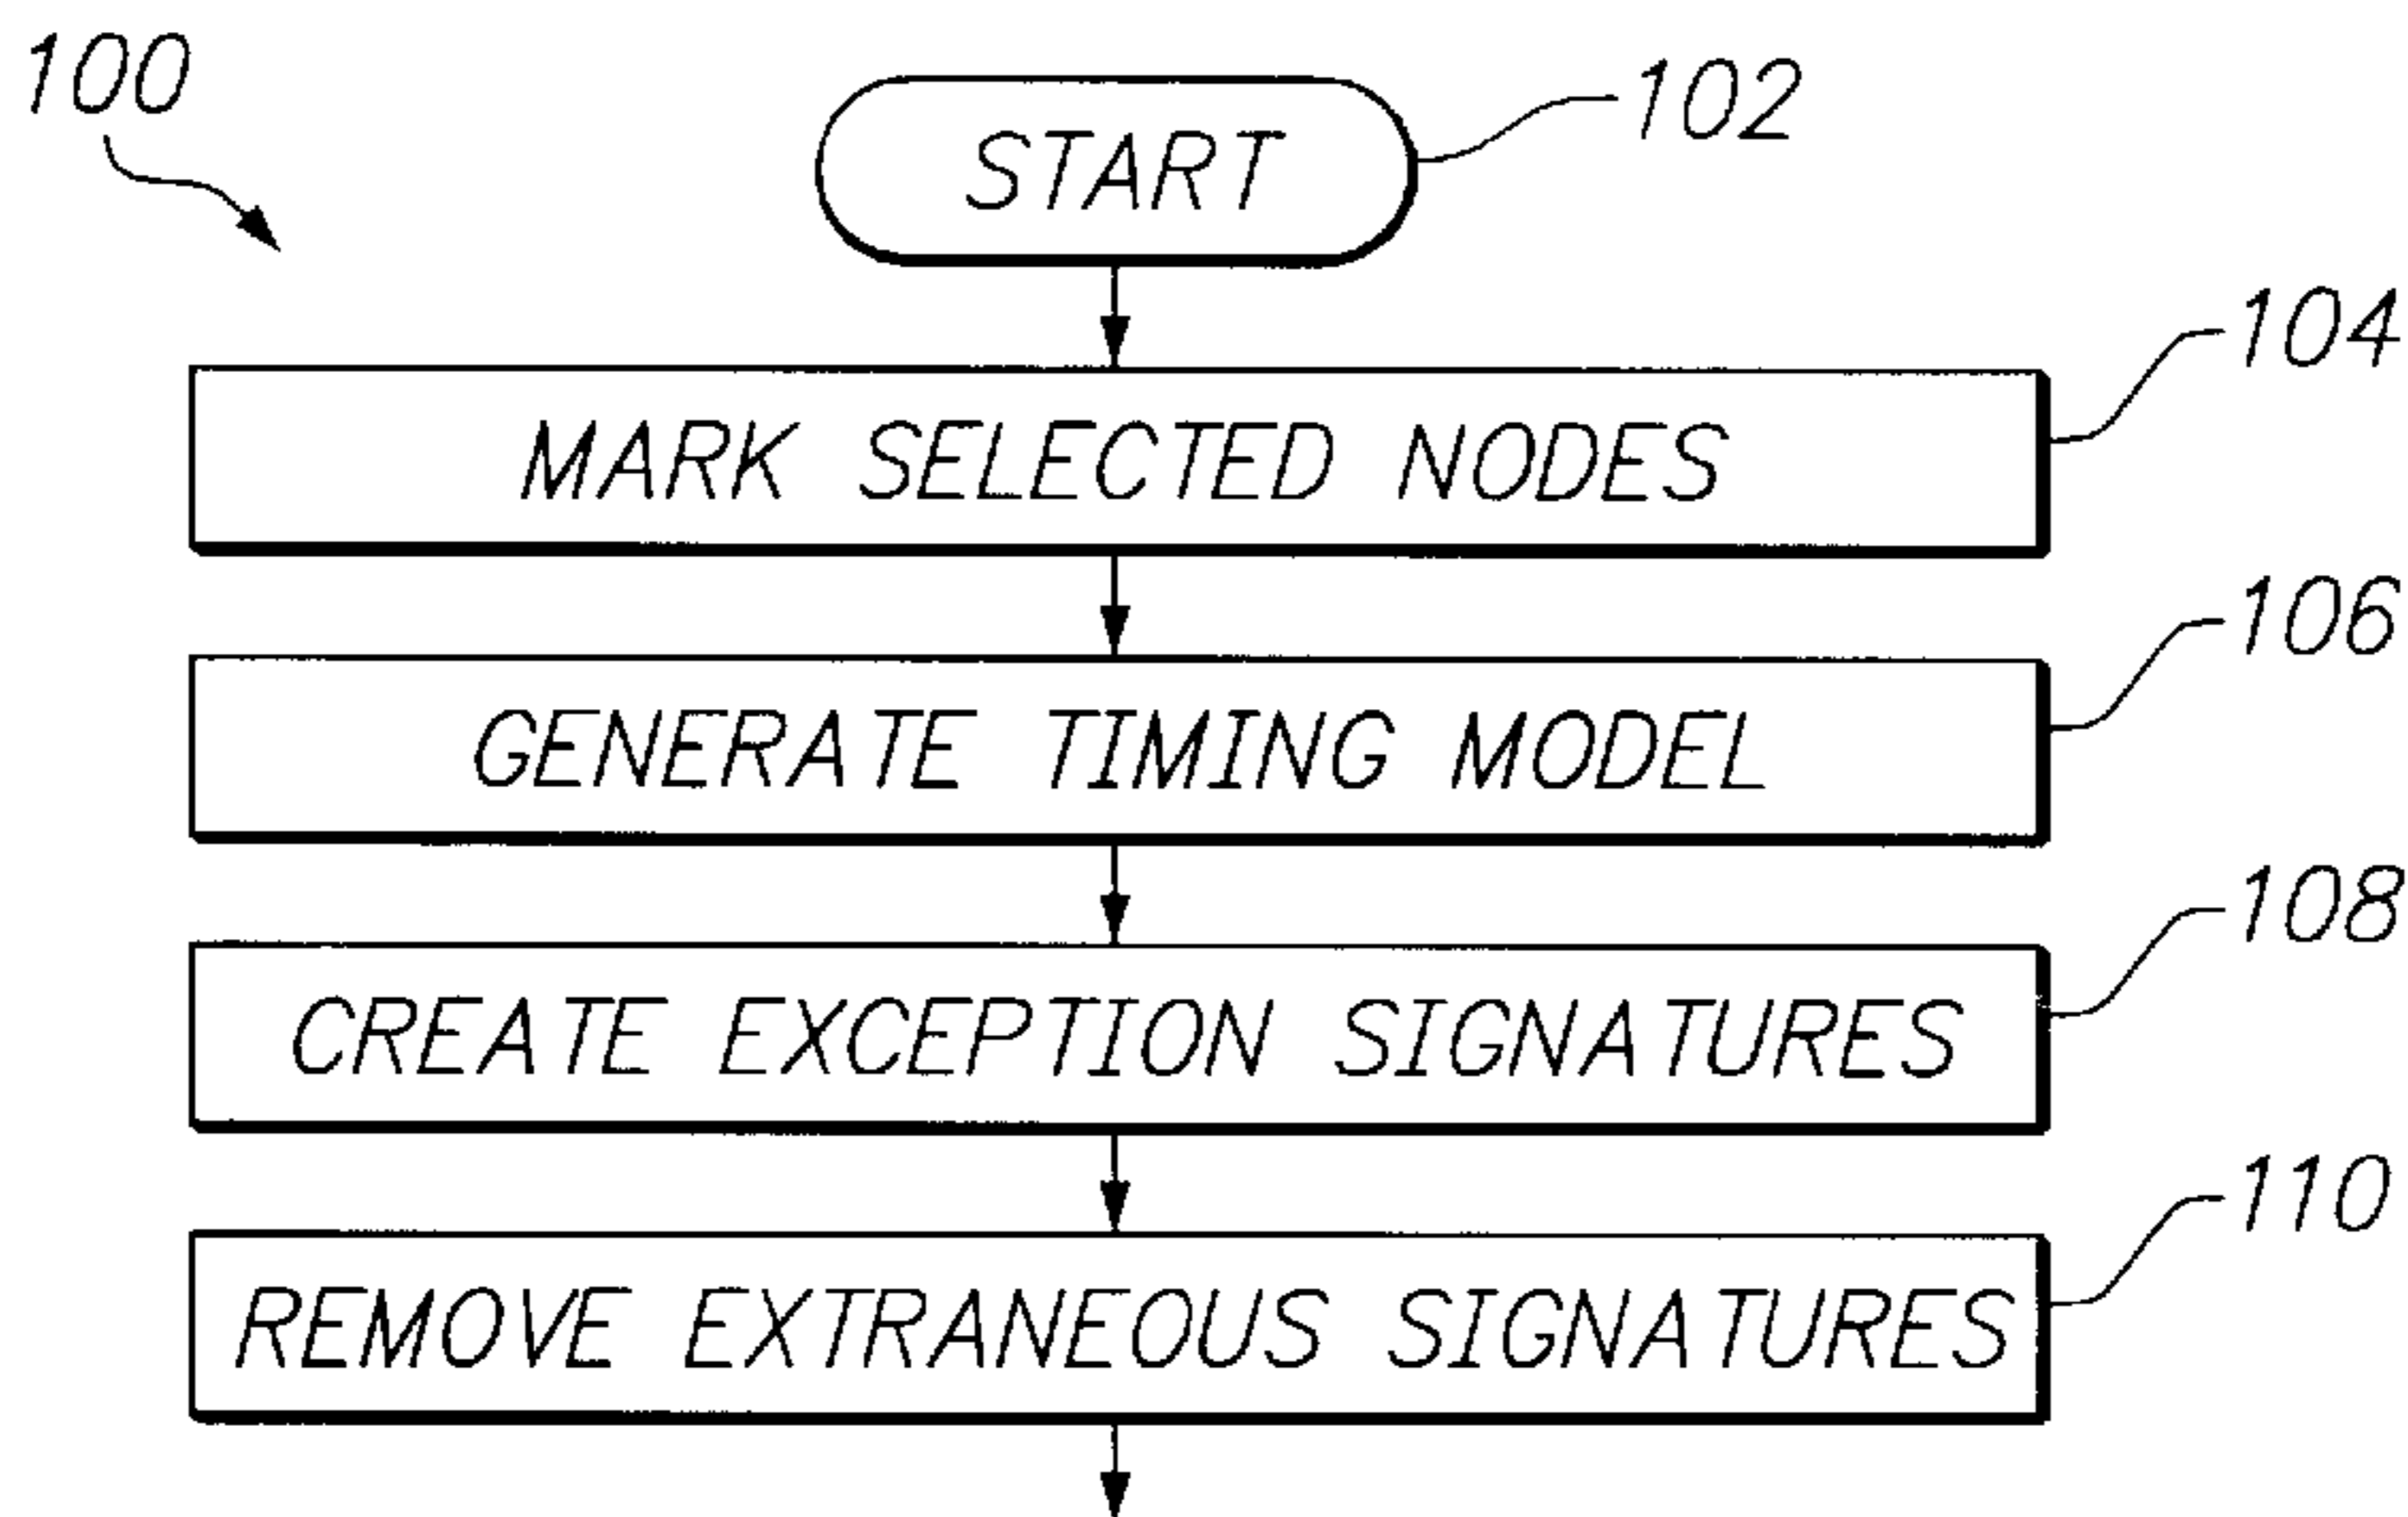 100
START
102
104
MARK SELECTED NODES
106
GENERATE TIMING MODEL
108
CREATE EXCEPTION SIGNATURES
110
REMOVE EXTRANEOUS SIGNATURES